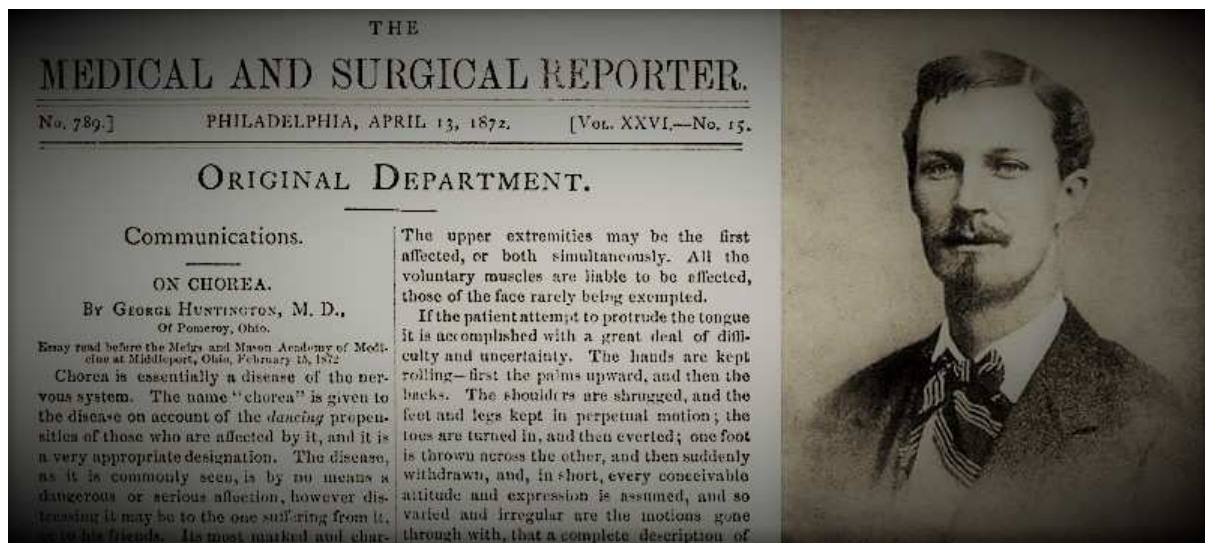 THE
MEDICAL AND SURGICAL REPORTER.
No. 789.] PHILADELPHIA, APRIL 13, 1872. [VOL. XXVI.—No. 15.
ORIGINAL DEPARTMENT.
Communications.
ON CHOREA.
BY GEORGE HUNTINGTON, M. D.,
Of Pomeroy, Ohio.
Essay read before the Meigs and Mason Academy of Medi-
cine at Middleport, Ohio, February 15, 1872
Chorea is essentially a disease of the ner-
vous system. The name "chorea" is given to
the disease on account of the dancing propen-
sities of those who are affected by it, and it is
a very appropriate designation. The disease,
as it is commonly seen, is by no means a
dangerous or serious affection, however dis-
tressing it may be to the one suffering from it,
or to his friends. Its most marked and char-
The upper extremities may be the first
affected, or both simultaneously. All the
voluntary muscles are liable to be affected,
those of the face rarely being exempted.
If the patient attempt to protrude the tongue
it is accomplished with a great deal of diffi-
culty and uncertainty. The hands are kept
rolling—first the palms upward, and then the
backs. The shoulders are shrugged, and the
feet and legs kept in perpetual motion; the
toes are turned in, and then everted; one foot
is thrown across the other, and then suddenly
withdrawn, and, in short, every conceivable
attitude and expression is assumed, and so
varied and irregular are the motions gone
through with, that a complete description of